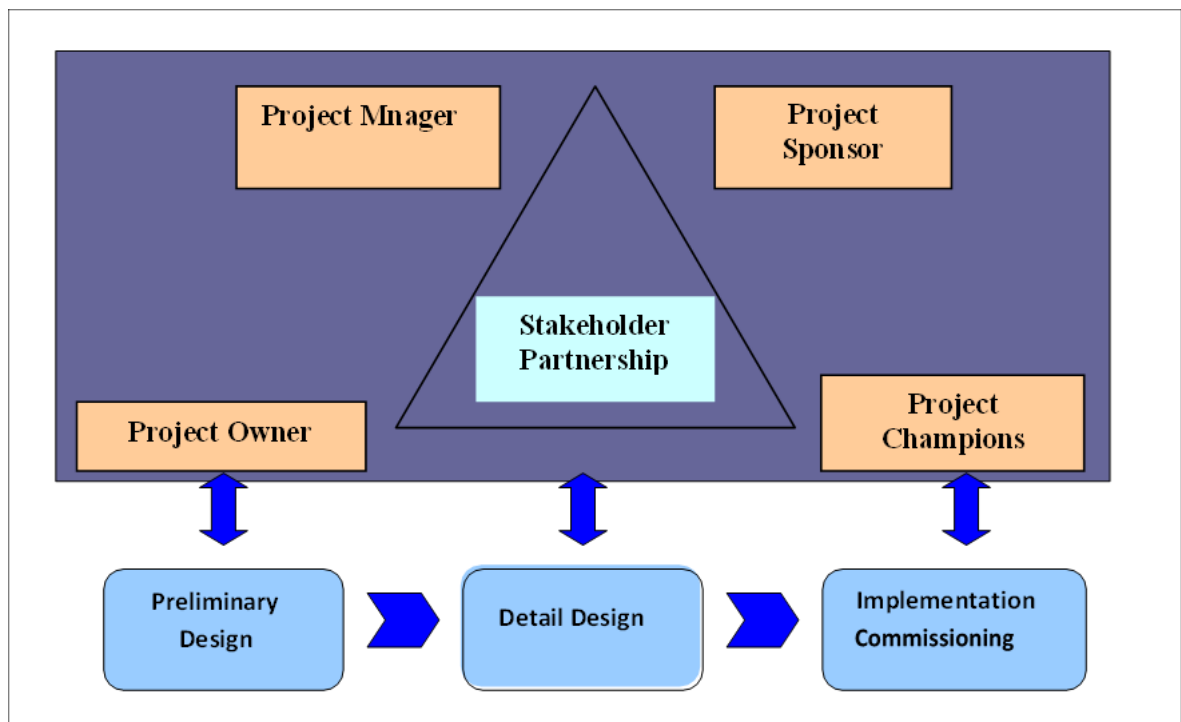 Project Mnager
Project
Sponsor
Stakeholder
Partnership
Project Owner
Project
Champions
Preliminary
Design
Detail Design
Implementation
Commissioning